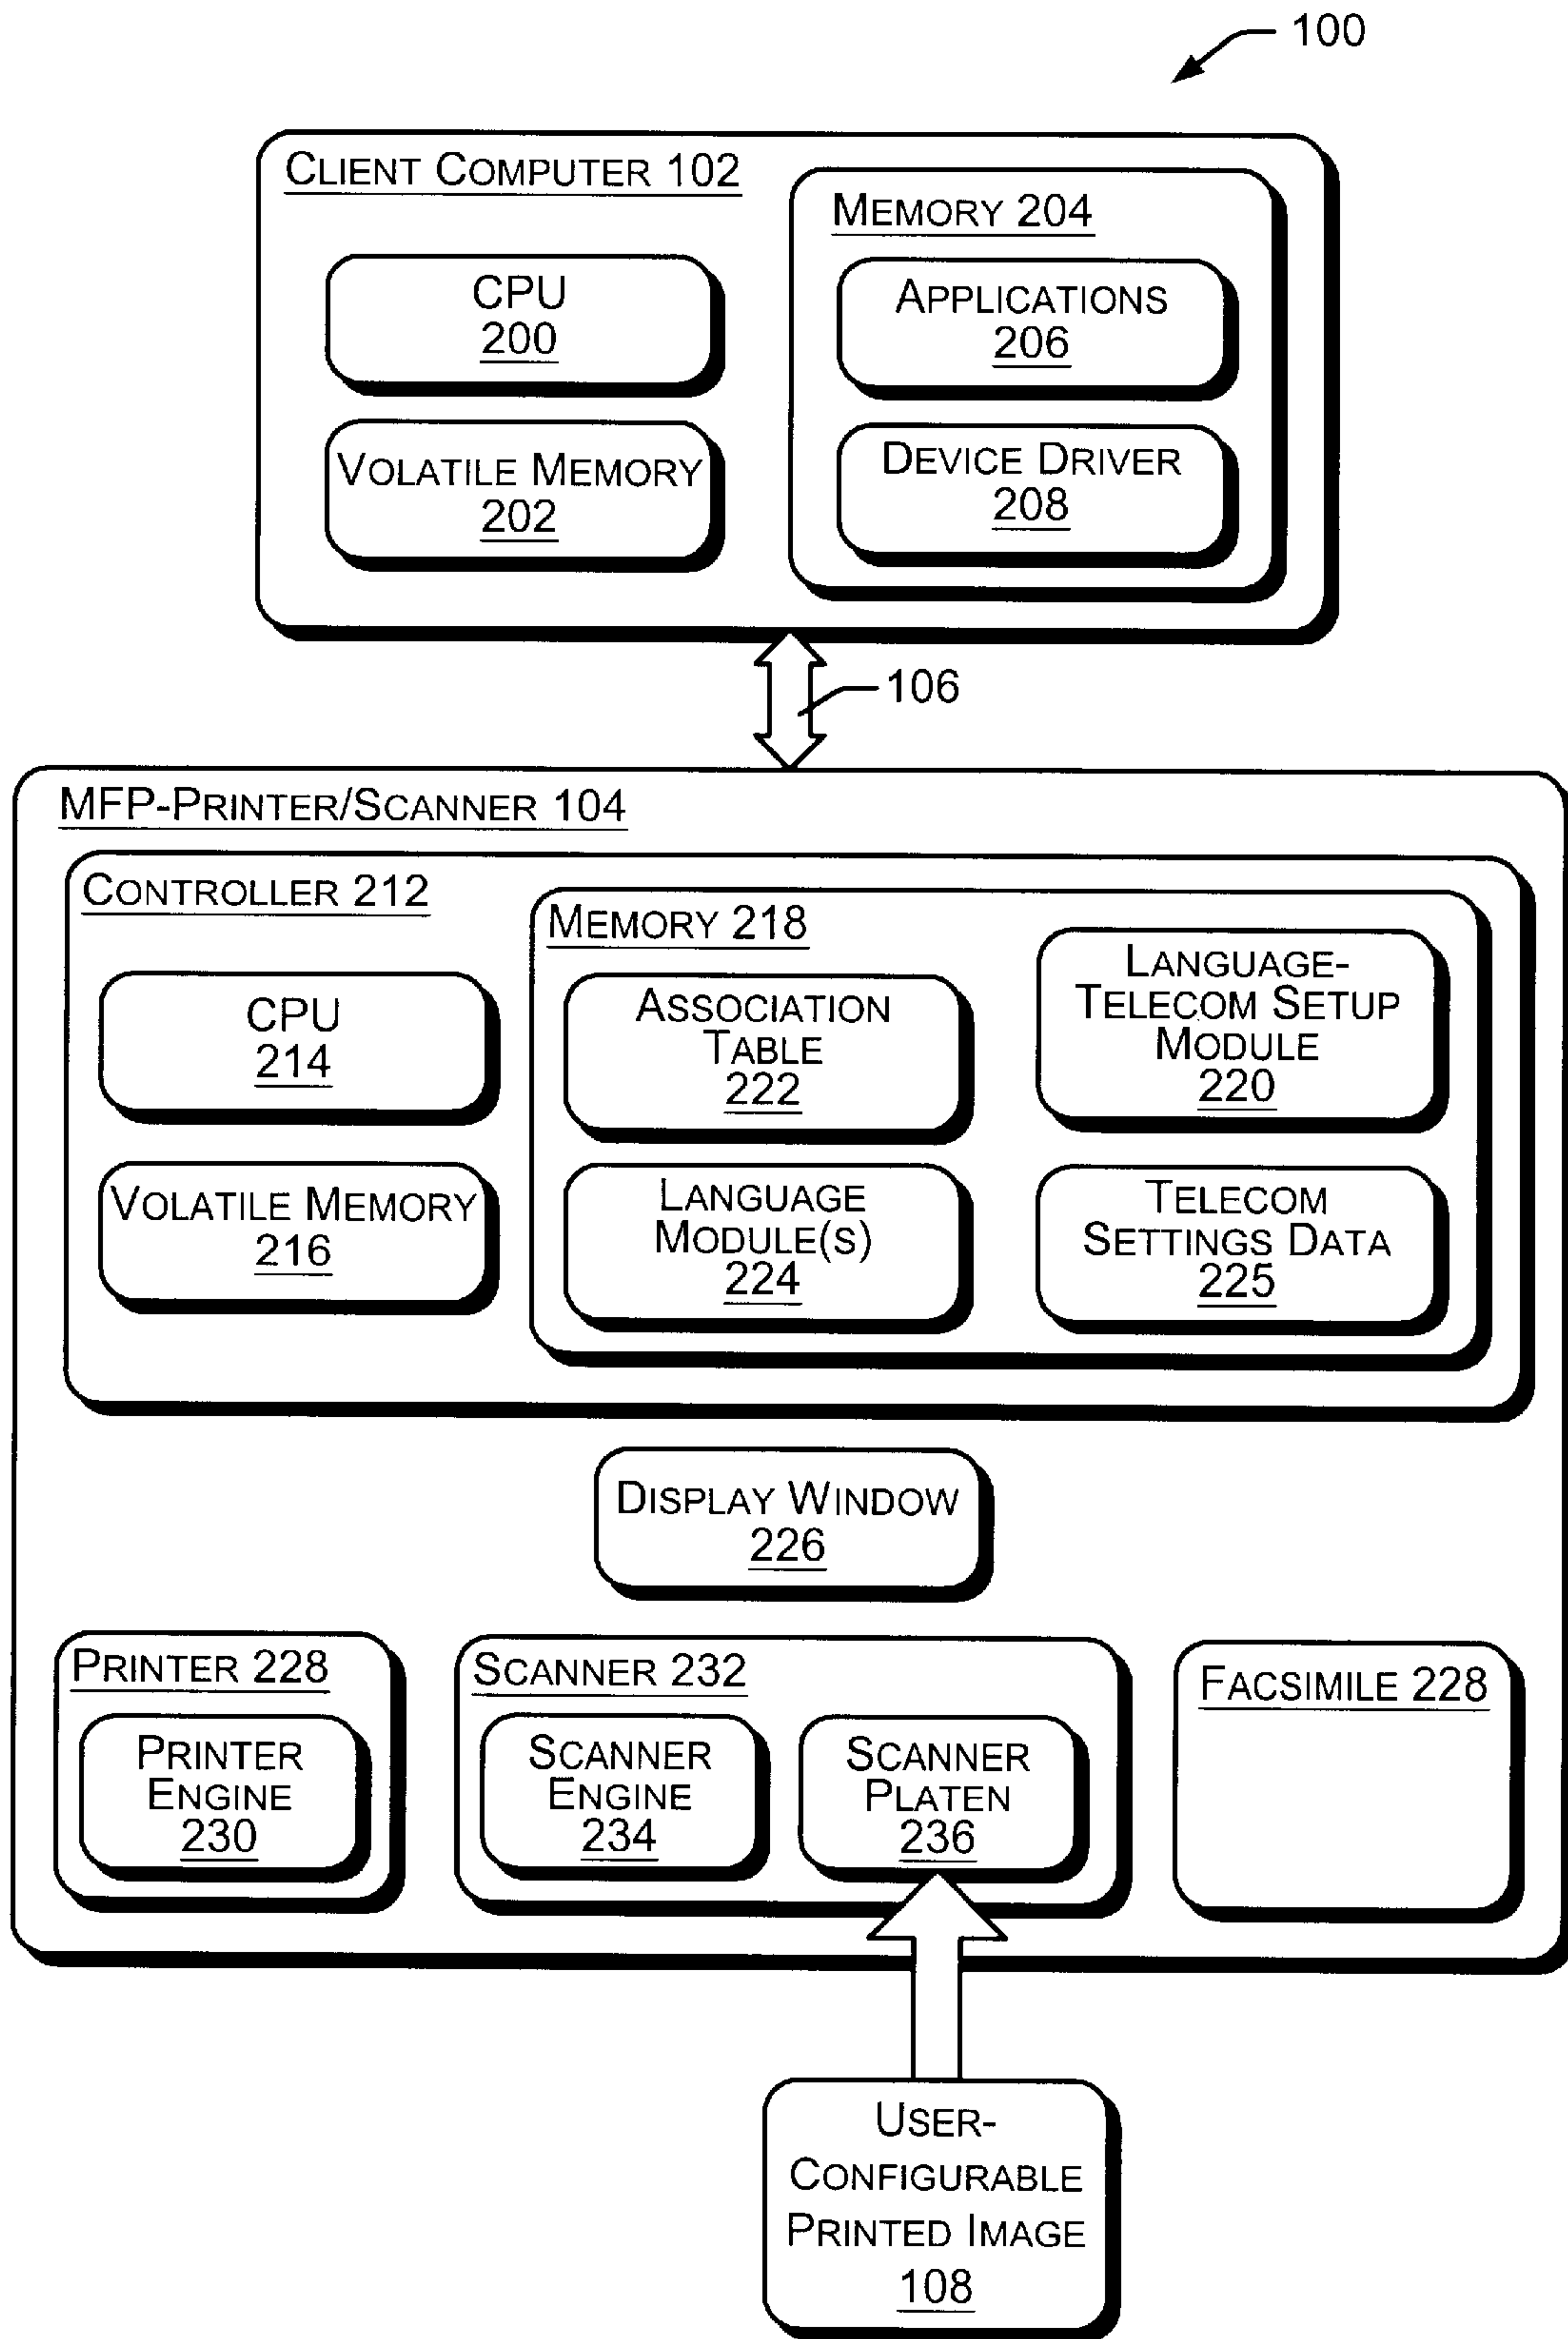 100
CLIENT COMPUTER 102
CPU
200
VOLATILE MEMORY
202
MEMORY 204
APPLICATIONS
206
DEVICE DRIVER
208
106
MFP-PRINTER/SCANNER 104
CONTROLLER 212
CPU
214
VOLATILE MEMORY
216
MEMORY 218
ASSOCIATION
TABLE
222
LANGUAGE-
TELECOM SETUP
MODULE
220
LANGUAGE
MODULE(S)
224
TELECOM
SETTINGS DATA
225
DISPLAY WINDOW
226
PRINTER 228
PRINTER
ENGINE
230
SCANNER 232
SCANNER
ENGINE
234
SCANNER
PLATEN
236
FACSIMILE 228
USER-
CONFIGURABLE
PRINTED IMAGE
108